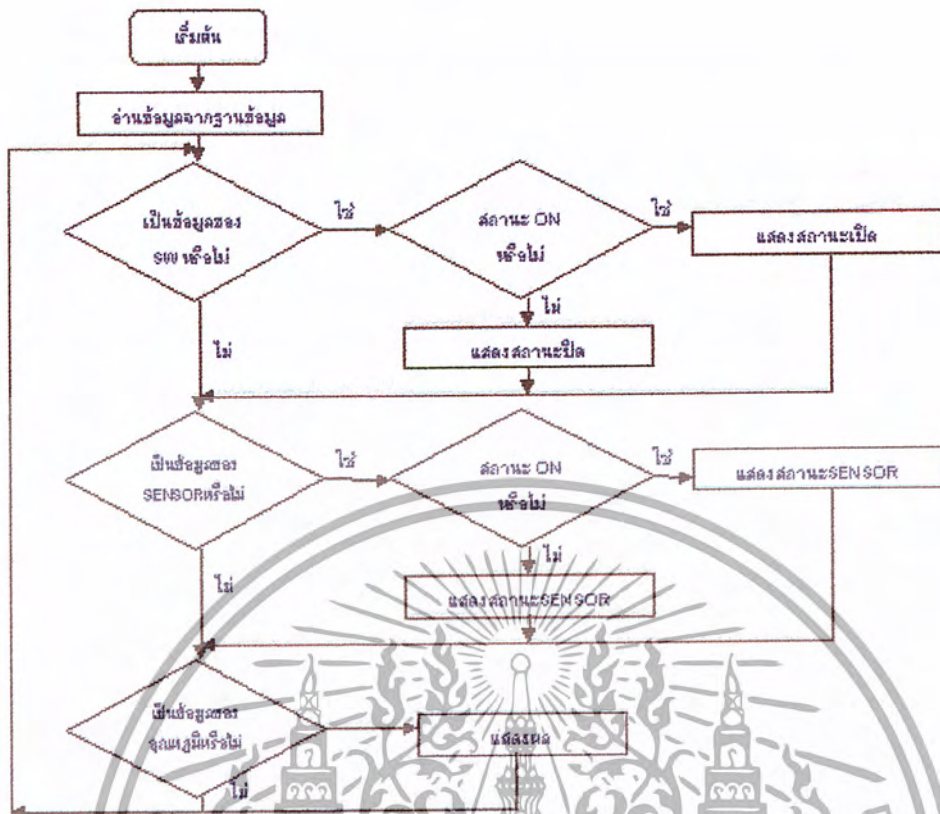 เริ่มต้น
อ่านข้อมูลจากฐานข้อมูล
เป็นข้อมูลของ
SW หรือไม่
ใช่
สถานะ ON
หรือไม่
ใช่
แสดงสถานะเปิด
ไม่
แสดงสถานะปิด
ไม่
เป็นข้อมูลของ
SENSORหรือไม่
ใช่
สถานะ ON
หรือไม่
ใช่
แสดงสถานะSENSOR
ไม่
แสดงสถานะSENSOR
ไม่
เป็นข้อมูลของ
อุณหภูมิหรือไม่
แสดงผล
ไม่